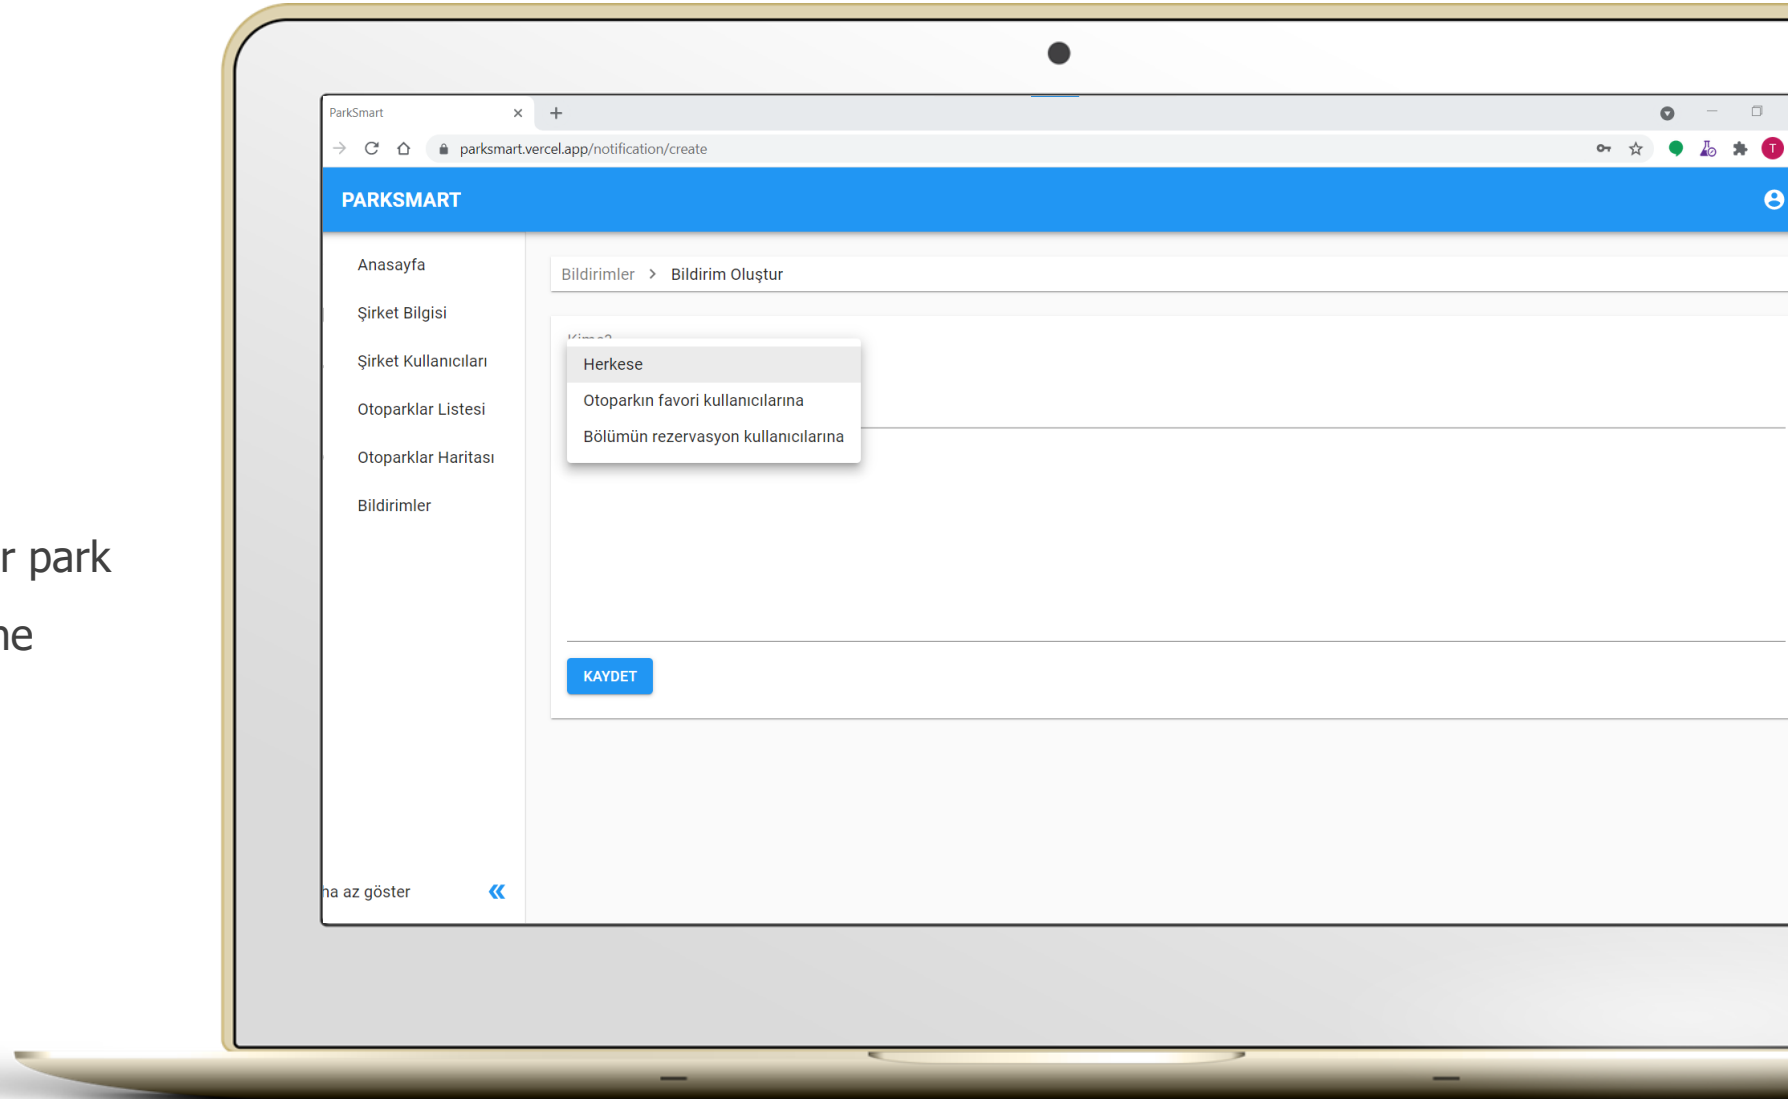 ParkSmart
parksmart.vercel.app/notification/create
T
PARKSMART
Anasayfa
Şirket Bilgisi
Şirket Kullanıcıları
Otoparklar Listesi
Otoparklar Haritası
Bildirimler
ha az göster
Bildirimler > Bildirim Oluştur
Herkese
Otoparkın favori kullanıcılarına
Bölümün rezervasyon kullanıcılarına
KAYDET
r park
ne